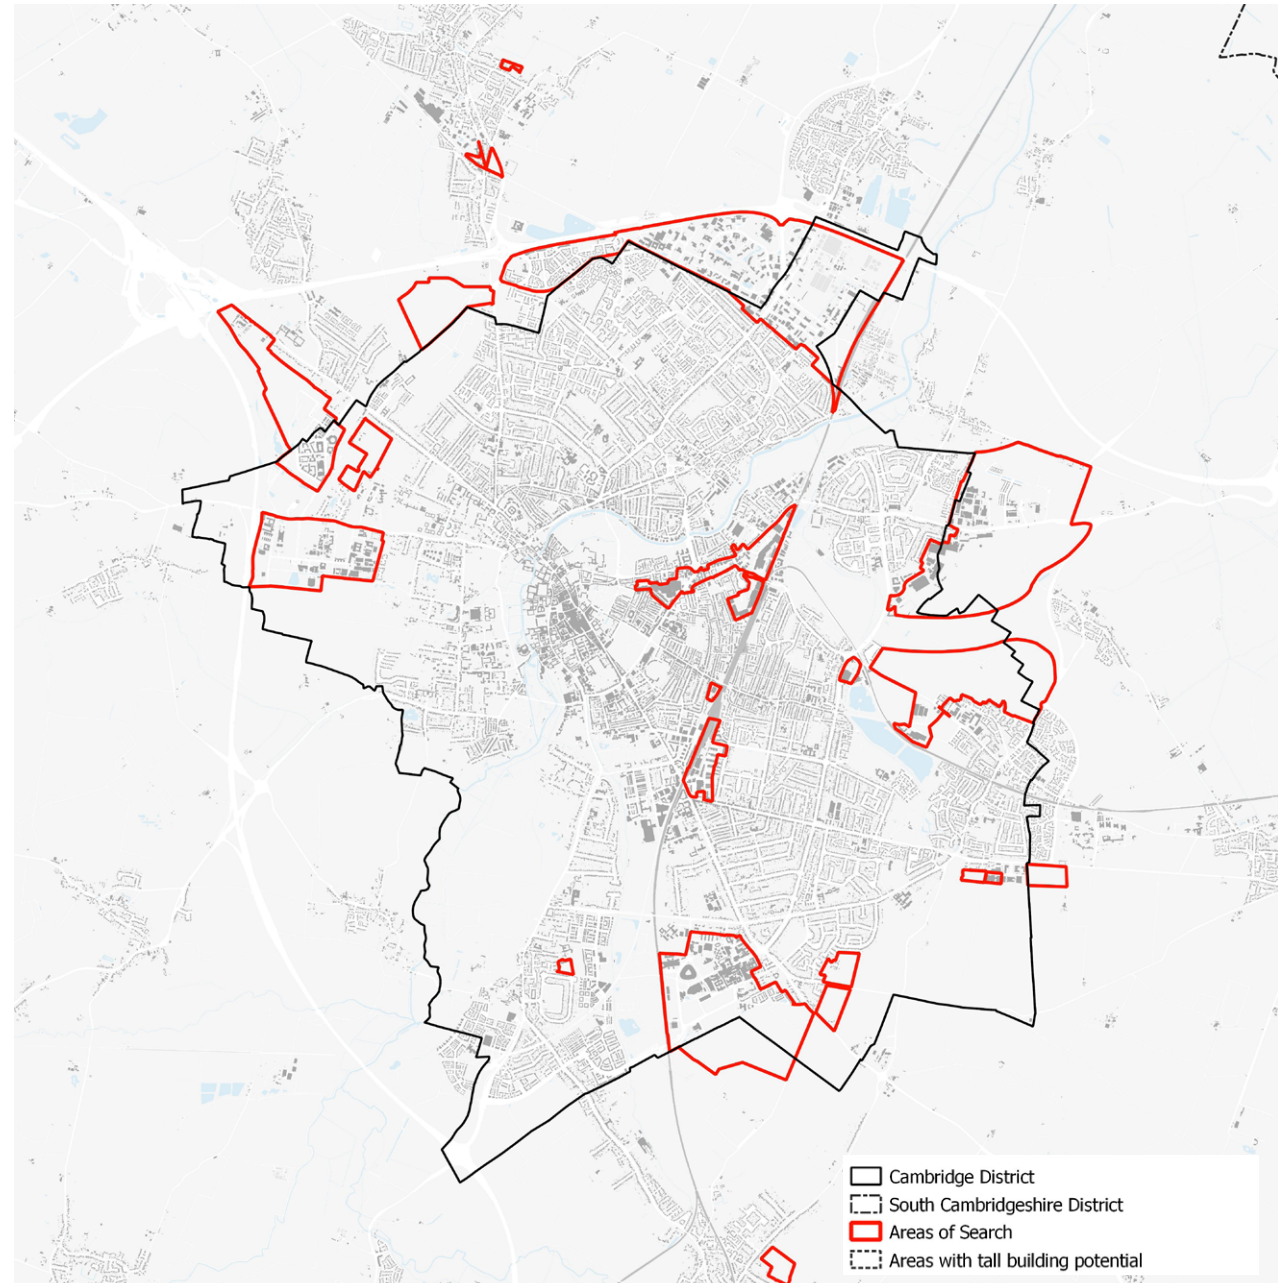 Cambridge District
South Cambridgeshire District
Areas of Search
Areas with tall building potential